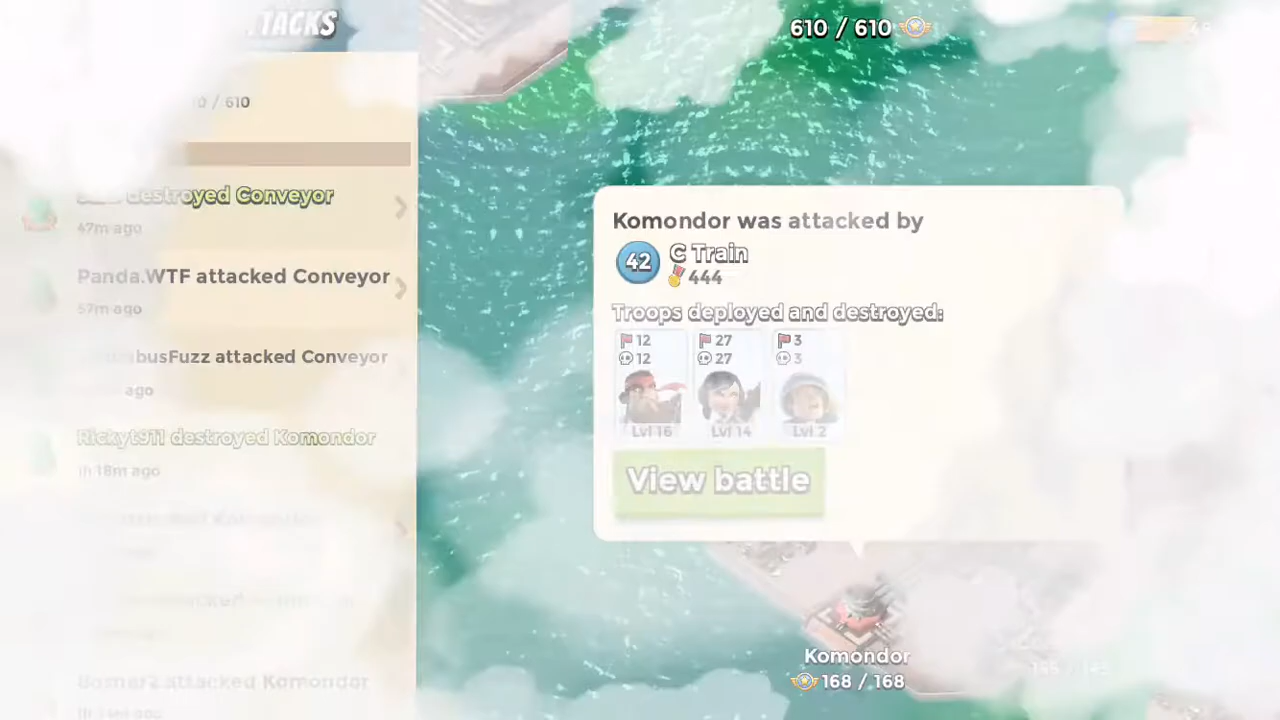 TACKS
610 / 610
/ 610
destroyed Conveyor
47m ago
Panda.WTF attacked Conveyor
57m ago
attacked Conveyor
ago
Rickyt911 destroyed Komondor
1h 18m ago
attacked Komondor
Komondor was attacked by
42
C Train
444
Troops deployed and destroyed:
12
27
3
12
27
3
Lvl 16
Lvl 14
Lvl 2
View battle
Komondor
168 / 168